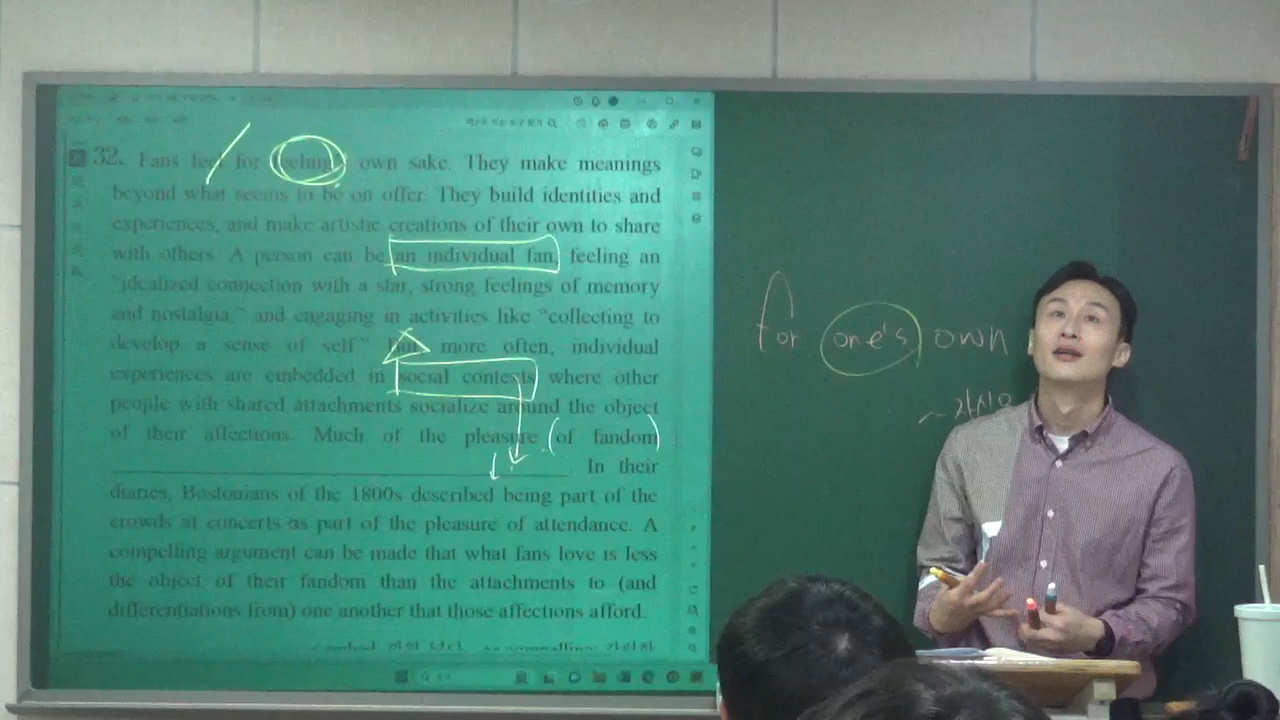 32. Fans feel for feeling's own sake. They make meanings
beyond what seems to be on offer. They build identities and
experiences, and make artistic creations of their own to share
with others. A person can be an individual fan, feeling an
"idealized connection with a star, strong feelings of memory
and nostalgia," and engaging in activities like "collecting to
develop a sense of self." But more often, individual
experiences are embedded in social contexts where other
people with shared attachments socialize around the object
of their affections. Much of the pleasure (of fandom)
. In their
diaries, Bostonians of the 1800s described being part of the
crowds at concerts as part of the pleasure of attendance. A
compelling argument can be made that what fans love is less
the object of their fandom than the attachments to (and
differentiations from) one another that those affections afford.
for one's own
~ 자신의